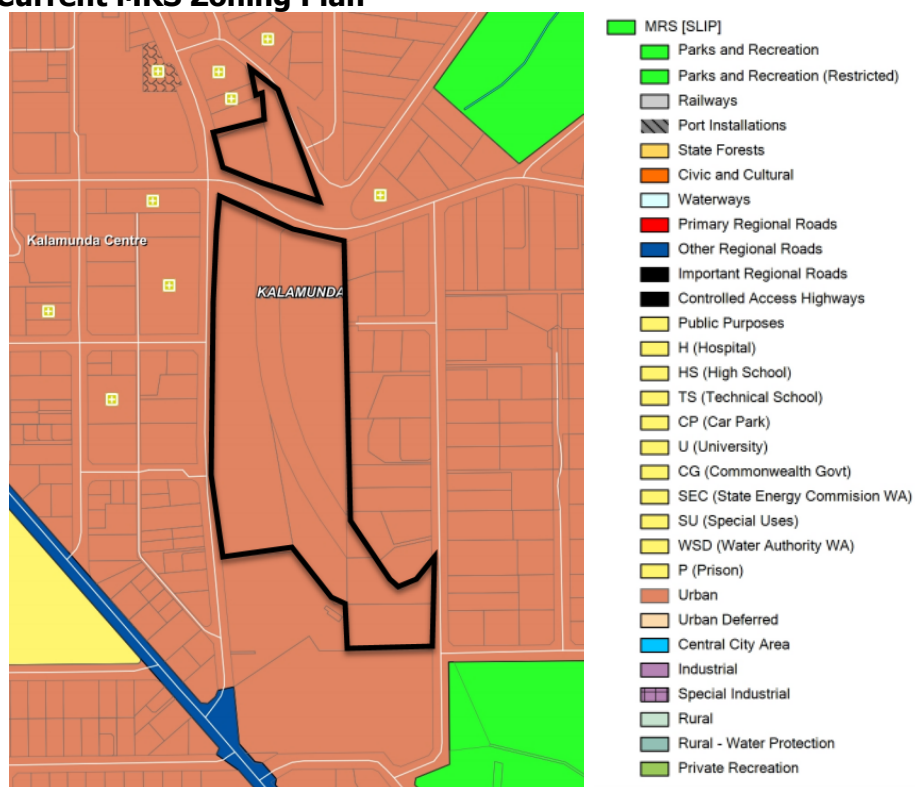 Current MRS Zoning Plan
Kalamunda Centre
KALAMUNDA
MRS [SLIP]
Parks and Recreation
Parks and Recreation (Restricted)
Railways
Port Installations
State Forests
Civic and Cultural
Waterways
Primary Regional Roads
Other Regional Roads
Important Regional Roads
Controlled Access Highways
Public Purposes
H (Hospital)
HS (High School)
TS (Technical School)
CP (Car Park)
U (University)
CG (Commonwealth Govt)
SEC (State Energy Commision WA)
SU (Special Uses)
WSD (Water Authority WA)
P (Prison)
Urban
Urban Deferred
Central City Area
Industrial
Special Industrial
Rural
Rural - Water Protection
Private Recreation